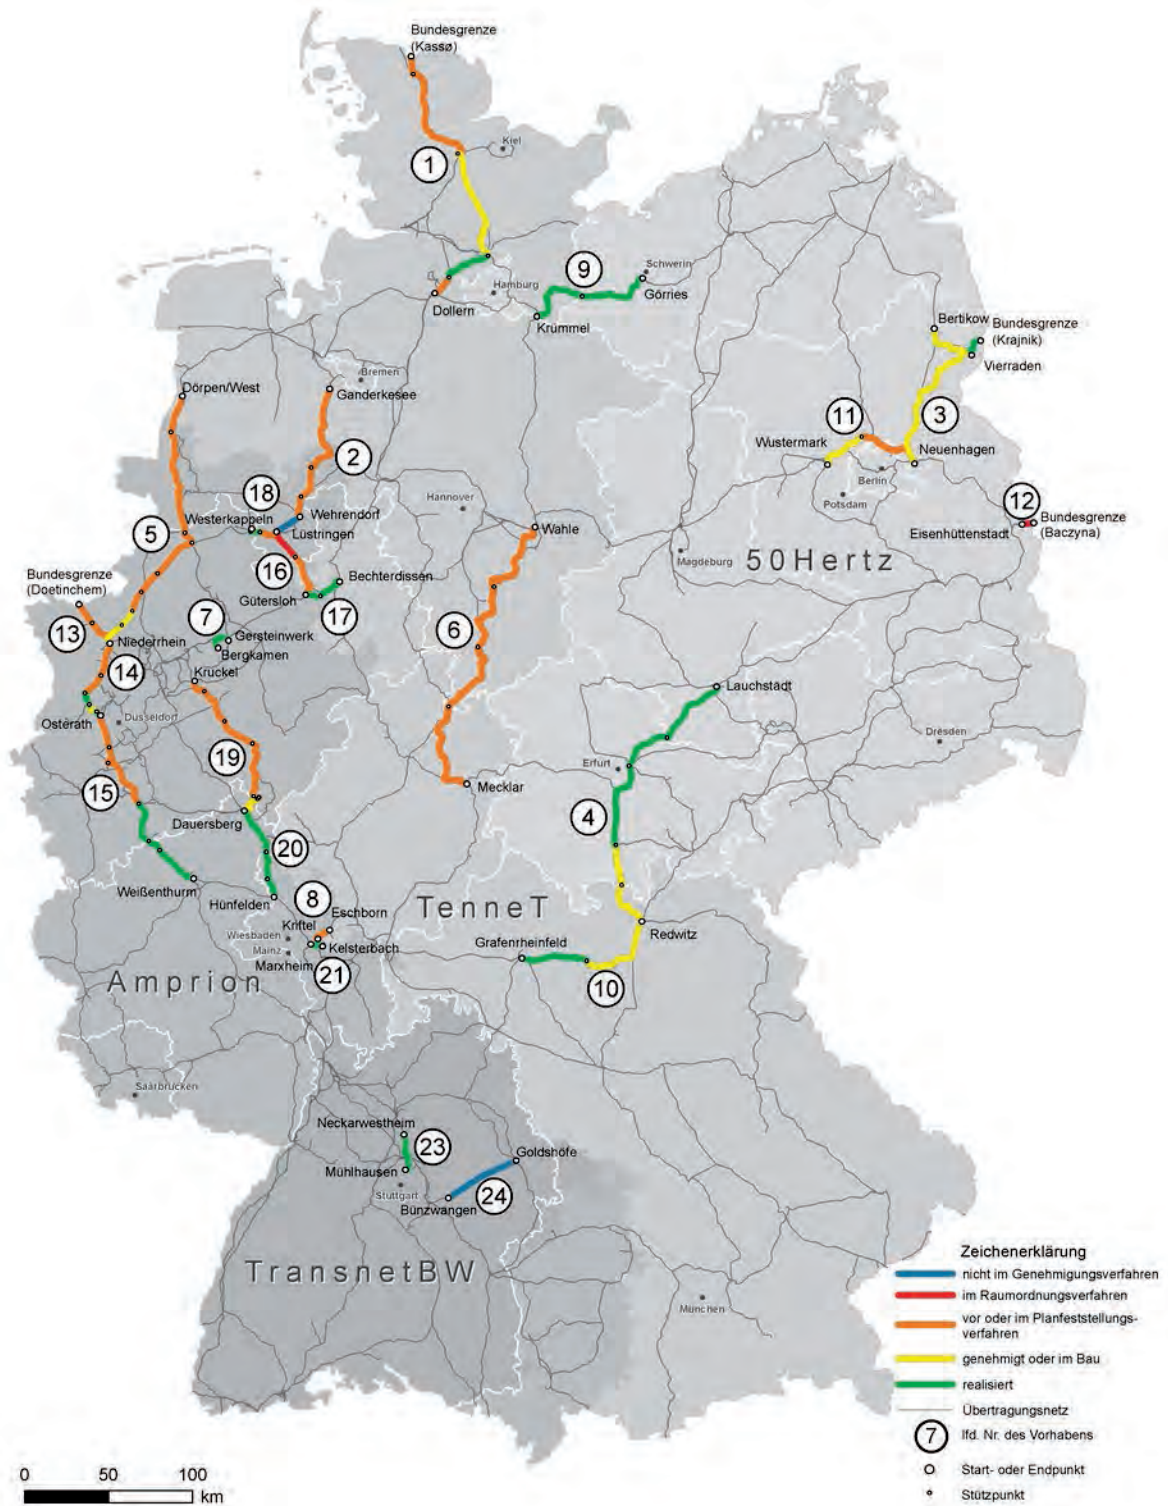 Bundesgrenze
(Kassø)
Kiel
1
9
Schwerin
Hamburg
Görries
Dollern
Krümmel
Bertikow
Bundesgrenze
(Krajnik)
Vierraden
Bremen
Dörpen/West
Ganderkesee
11
3
Wustermark
Neuenhagen
2
Berlin
18
Hannover
Potsdam
12
Westerkappeln
Wehrendorf
Bundesgrenze
(Baczyna)
5
Lüstringen
Wahle
Eisenhüttenstadt
Magdeburg
50Hertz
Bundesgrenze
(Doetinchem)
16
Bechterdissen
Gütersloh
17
7
13
6
Gersteinwerk
Niederrhein
Bergkamen
14
Kruckel
Lauchstädt
Osterath
Düsseldorf
Dresden
19
Erfurt
15
Mecklar
4
Dauersberg
20
Weißenthurm
8
Hünfelden
Eschborn
TenneT
Kriftel
Wiesbaden
Redwitz
Mainz
Kelsterbach
Grafenrheinfeld
Marxheim
21
Amprion
10
Saarbrücken
Neckarwestheim
23
Goldshöfe
Mühlhausen
Stuttgart
24
Bünzwangen
TransnetBW
München
Zeichenerklärung
nicht im Genehmigungsverfahren
im Raumordnungsverfahren
vor oder im Planfeststellungs-
verfahren
genehmigt oder im Bau
realisiert
Übertragungsnetz
7
lfd. Nr. des Vorhabens
Start- oder Endpunkt
Stützpunkt
0 50 100
km